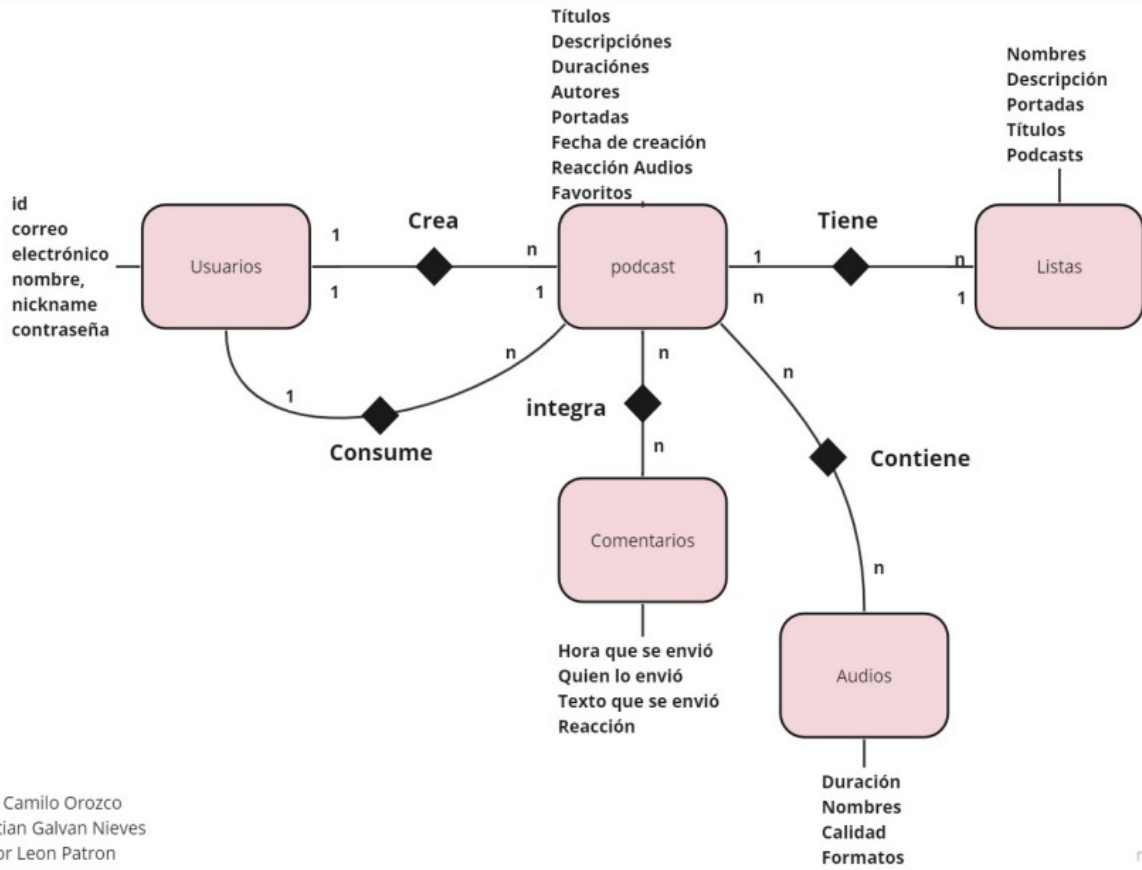 Títulos
Descripciónes
Duraciónes
Autores
Portadas
Fecha de creación
Reacción Audios
Favoritos
Nombres
Descripción
Portadas
Títulos
Podcasts
id
correo
electrónico
nombre,
nickname
contraseña
Usuarios
1
Crea
n
1
1
podcast
1
Tiene
n
n
1
Listas
1
n
Consume
n
integra
n
n
Contiene
n
Comentarios
Hora que se envió
Quien lo envió
Texto que se envió
Reacción
Audios
Duración
Nombres
Calidad
Formatos
Camilo Orozco
tian Galvan Nieves
or Leon Patron